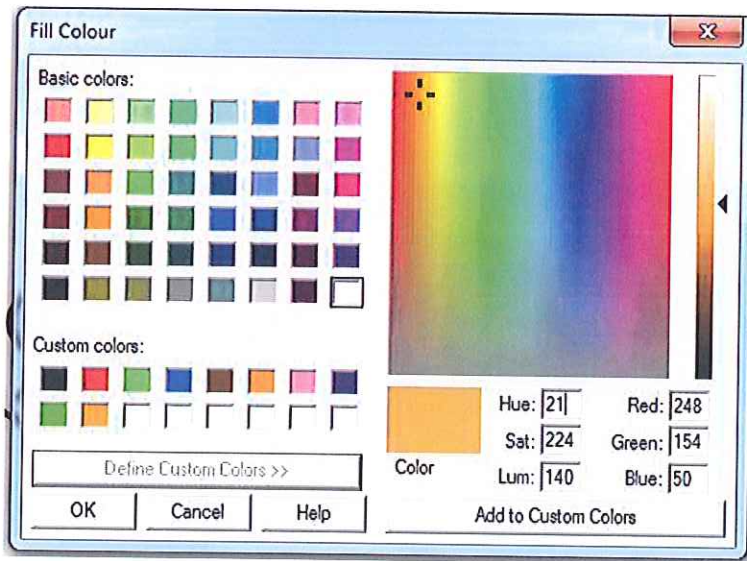 Fill Colour
Basic colors:
Custom colors:
Define Custom Colors >>
OK Cancel Help
Color
Hue: 21 Red: 248
Sat: 224 Green: 154
Lum: 140 Blue: 50
Add to Custom Colors